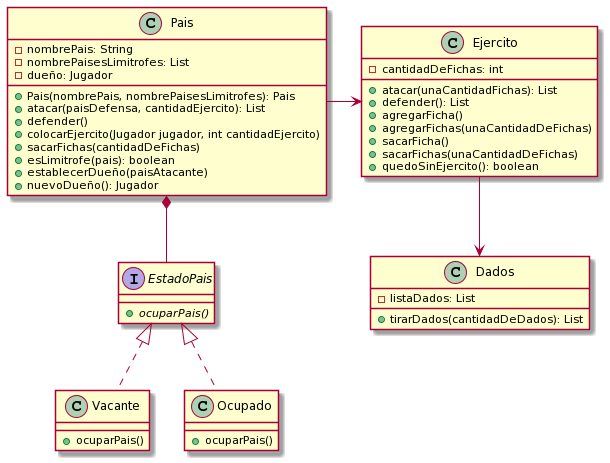 C Pais
nombrePais: String
nombrePaisesLimitrofes: List
dueño: Jugador
Pais(nombrePais, nombrePaisesLimitrofes): Pais
atacar(paisDefensa, cantidadEjercito): List
defender()
colocarEjercito(Jugador jugador, int cantidadEjercito)
sacarFichas(cantidadDeFichas)
esLimitrofe(pais): boolean
establecerDueño(paisAtacante)
nuevoDueño(): Jugador
C Ejercito
cantidadDeFichas: int
atacar(unaCantidadFichas): List
defender(): List
agregarFicha()
agregarFichas(unaCantidadDeFichas)
sacarFicha()
sacarFichas(unaCantidadDeFichas)
quedoSinEjercito(): boolean
I EstadoPais
ocuparPais()
C Dados
listaDados: List
tirarDados(cantidadDeDados): List
C Vacante
ocuparPais()
C Ocupado
ocuparPais()